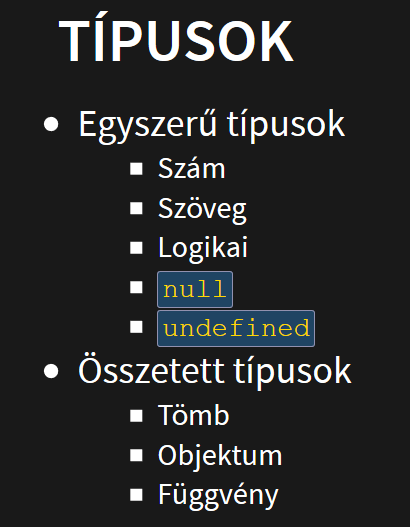 TÍPUSOK
Egyszerű típusok
Szám
Szöveg
Logikai
null
undefined
Összetett típusok
Tömb
Objektum
Függvény